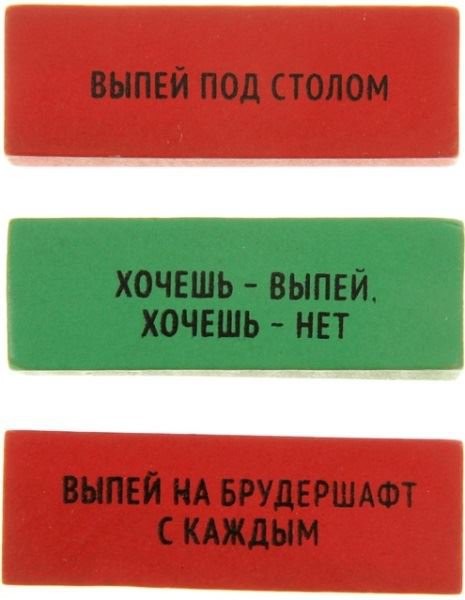 ВЫПЕЙ ПОД СТОЛОМ
ХОЧЕШЬ - ВЫПЕЙ,
ХОЧЕШЬ - НЕТ
ВЫПЕЙ НА БРУДЕРШАФТ
С КАЖДЫМ